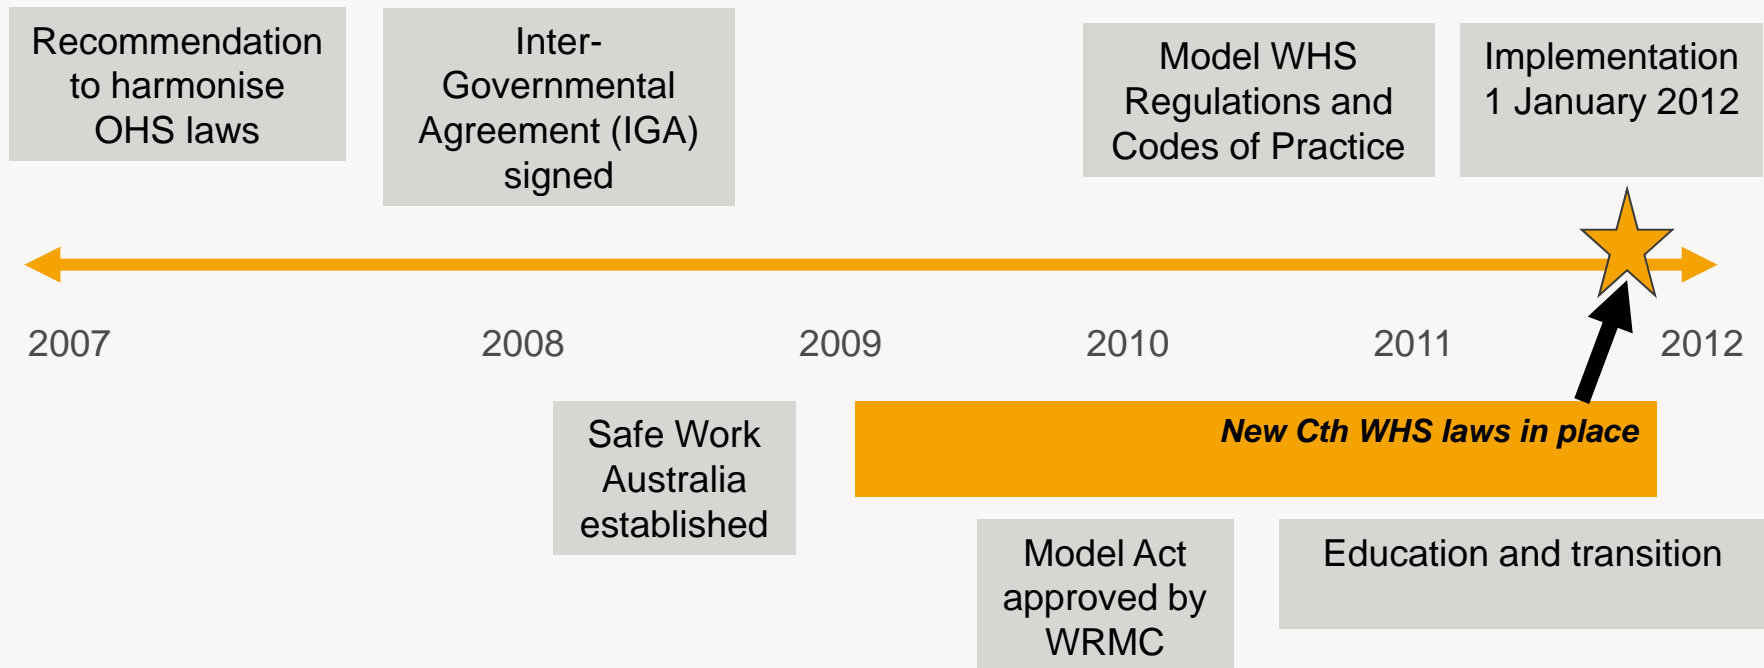 Recommendation
to harmonise
OHS laws
Inter-
Governmental
Agreement (IGA)
signed
Model WHS
Regulations and
Codes of Practice
Implementation
1 January 2012
2007
2008
2009
2010
2011
2012
Safe Work
Australia
established
New Cth WHS laws in place
Model Act
approved by
WRMC
Education and transition